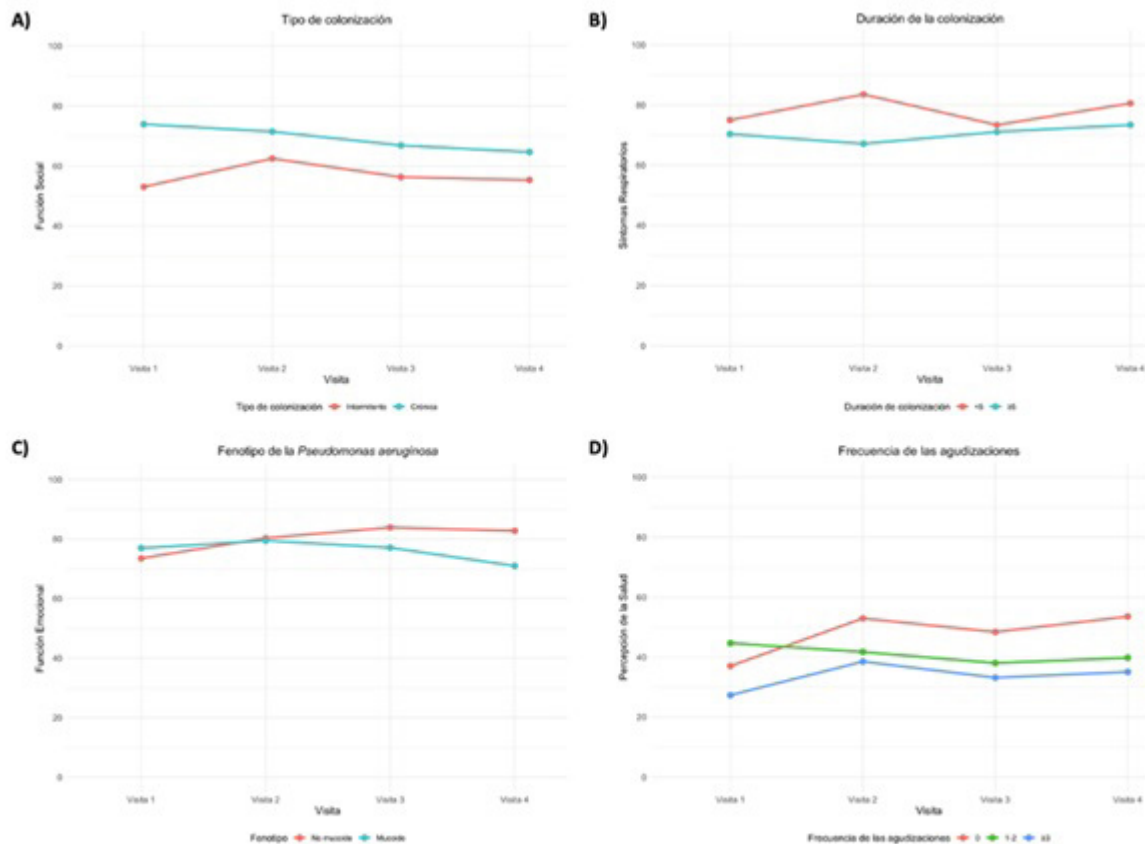 A)
Tipo de colonización
100
80
60
40
20
0
Función Social
Visita 1 Visita 2 Visita 3 Visita 4
Visita
Tipo de colonización Intermitente Crónica
B)
Duración de la colonización
100
80
60
40
20
0
Síntomas Respiratorios
Visita 1 Visita 2 Visita 3 Visita 4
Visita
Duración de colonización <5 ≥5
C)
Fenotipo de la Pseudomonas aeruginosa
100
80
60
40
20
0
Función Emocional
Visita 1 Visita 2 Visita 3 Visita 4
Visita
Fenotipo No mucoide Mucoide
D)
Frecuencia de las agudizaciones
100
80
60
40
20
0
Percepción de la Salud
Visita 1 Visita 2 Visita 3 Visita 4
Visita
Frecuencia de las agudizaciones 0 1-2 ≥3